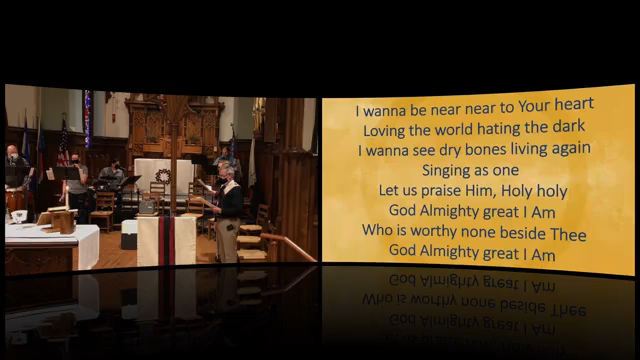 I wanna be near near to Your heart
Loving the world hating the dark
I wanna see dry bones living again
Singing as one
Let us praise Him, Holy holy
God Almighty great I Am
Who is worthy none beside Thee
God Almighty great I Am